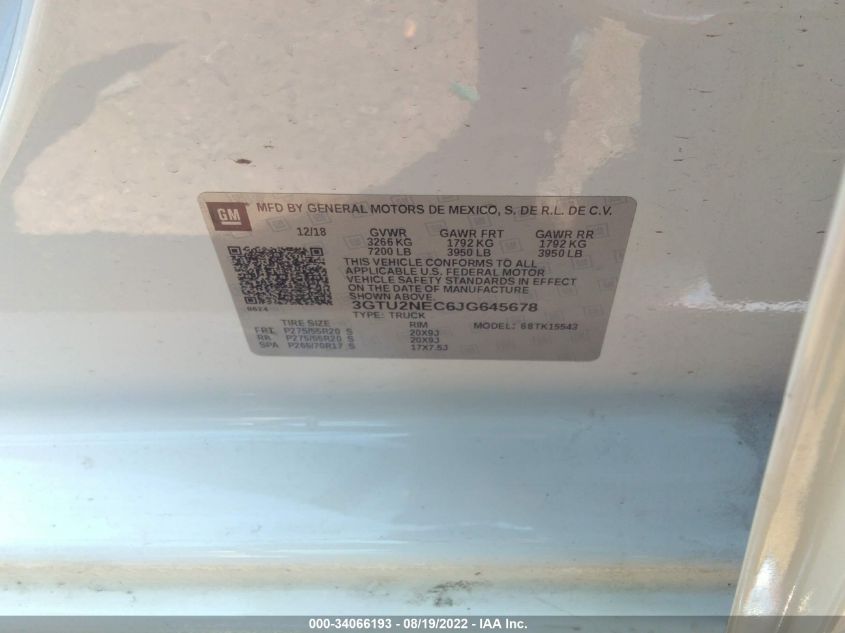 GM MFD BY GENERAL MOTORS DE MEXICO, S. DE R.L. DE C.V.
12/18 GVWR GAWR FRT GAWR RR
3266 KG 1792 KG 1792 KG
7200 LB 3950 LB 3950 LB
THIS VEHICLE CONFORMS TO ALL
APPLICABLE U.S. FEDERAL MOTOR
VEHICLE SAFETY STANDARDS IN EFFECT
ON THE DATE OF MANUFACTURE
SHOWN ABOVE.
3GTU2NEC6JG645678
TYPE: TRUCK
TIRE SIZE RIM MODEL: 68TK15543
FRT P275/55R20 S 20X9J
RR P275/55R20 S 20X9J
SPA P265/70R17 S 17X7.5J
000-34066193 - 08/19/2022 - IAA Inc.